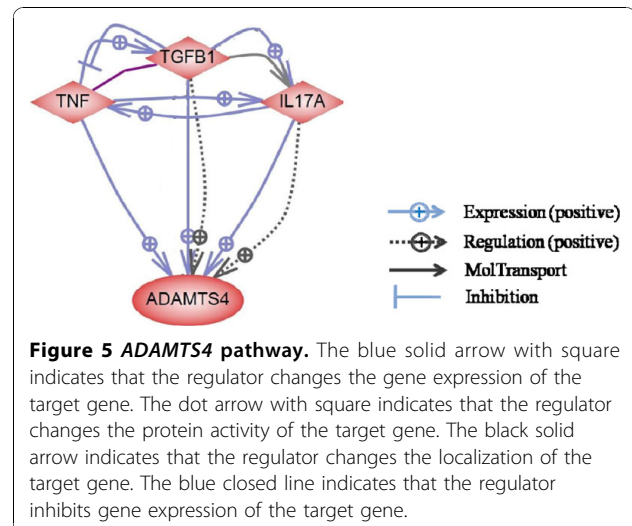 TGFB1
TNF
IL17A
ADAMTS4
Expression (positive)
Regulation (positive)
MolTransport
Inhibition
Figure 5 ADAMTS4 pathway. The blue solid arrow with square
indicates that the regulator changes the gene expression of the
target gene. The dot arrow with square indicates that the regulator
changes the protein activity of the target gene. The black solid
arrow indicates that the regulator changes the localization of the
target gene. The blue closed line indicates that the regulator
inhibits gene expression of the target gene.